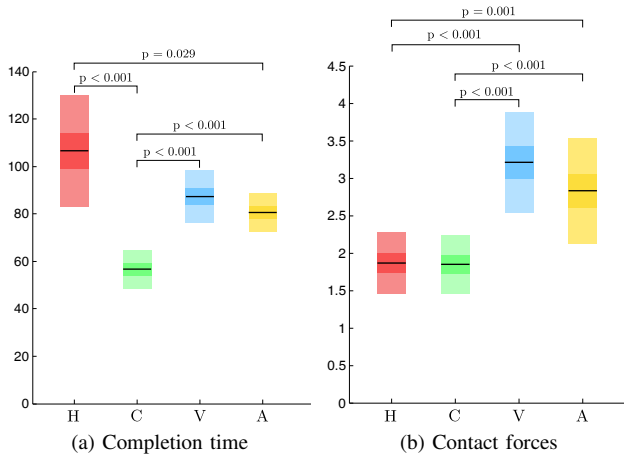 p = 0.029
p < 0.001
p < 0.001
p < 0.001
140
120
100
80
60
40
20
0
H C V A
(a) Completion time
p = 0.001
p < 0.001
p < 0.001
p < 0.001
4.5
4
3.5
3
2.5
2
1.5
1
0.5
0
H C V A
(b) Contact forces